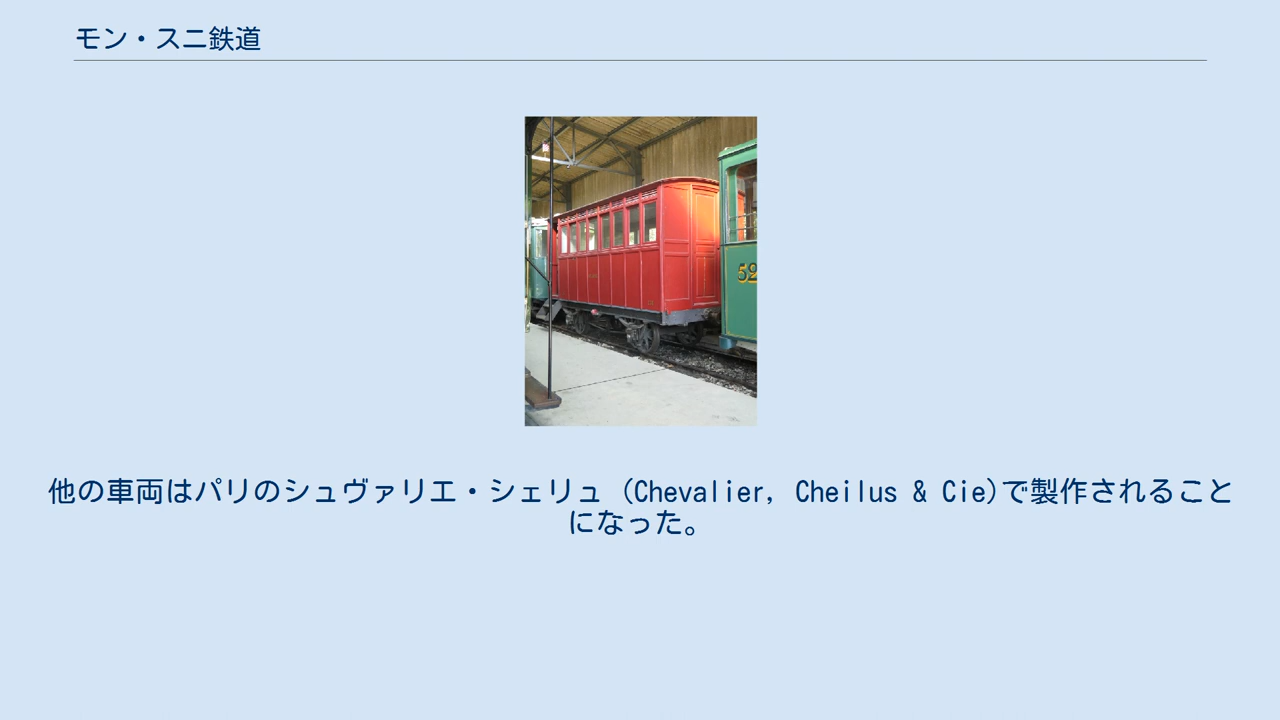 モン・スニ鉄道
52
他の車両はパリのシュヴァリエ・シェリュ (Chevalier, Cheilus & Cie)で製作されること
になった。